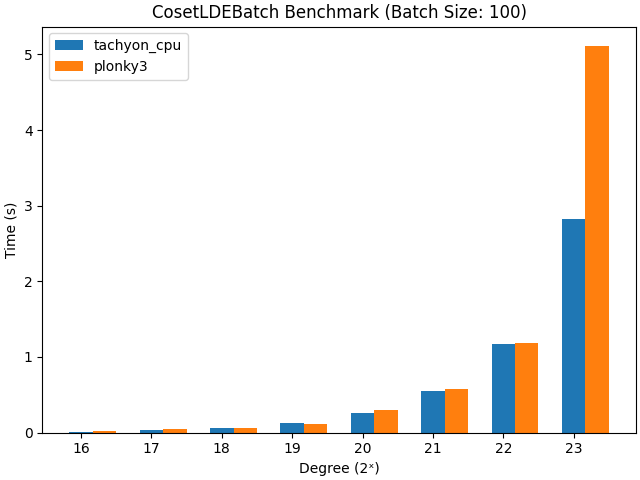 CosetLDEBatch Benchmark (Batch Size: 100)
tachyon_cpu
plonky3
5
4
3
2
1
0
Time (s)
16 17 18 19 20 21 22 23
Degree (2ˣ)